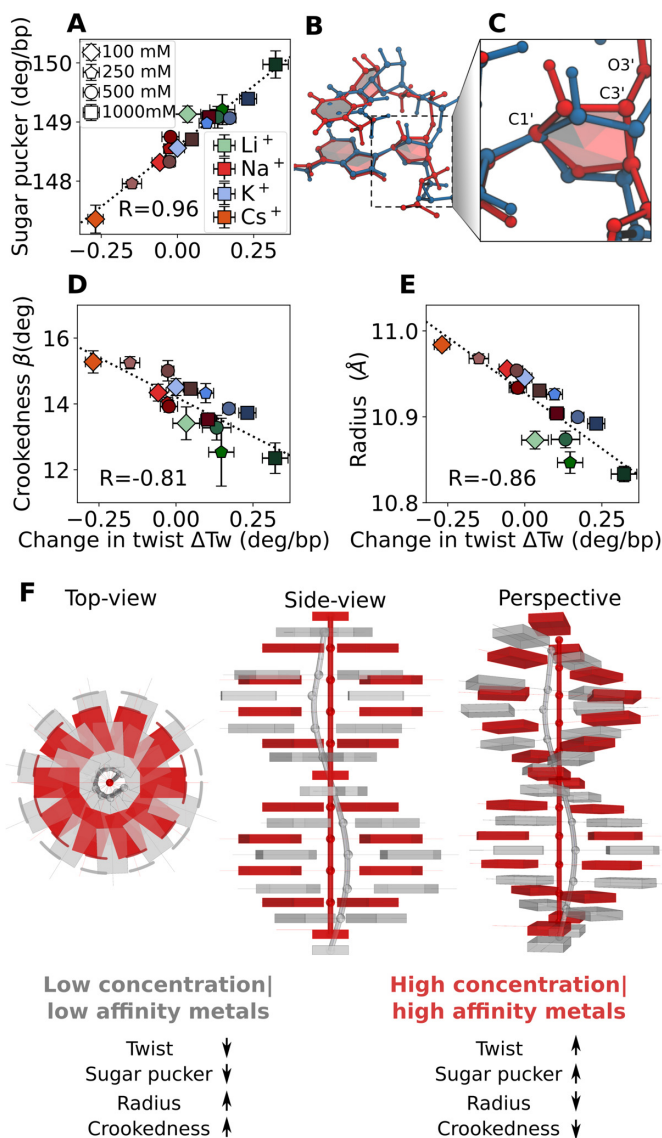 A
B
C
Sugar pucker (deg/bp)
150
149
148
100 mM
250 mM
500 mM
1000mM
Li+
Na+
K+
Cs+
R=0.96
−0.25 0.00 0.25
O3'
C3'
C1'
D
E
Crookedness β(deg)
16
14
12
R=-0.81
−0.25 0.00 0.25
Change in twist ΔTw (deg/bp)
Radius (Å)
11.0
10.9
10.8
R=-0.86
−0.25 0.00 0.25
Change in twist ΔTw (deg/bp)
F
Top-view Side-view Perspective
Low concentration|
low affinity metals
Twist
Sugar pucker
Radius
Crookedness
High concentration|
high affinity metals
Twist
Sugar pucker
Radius
Crookedness